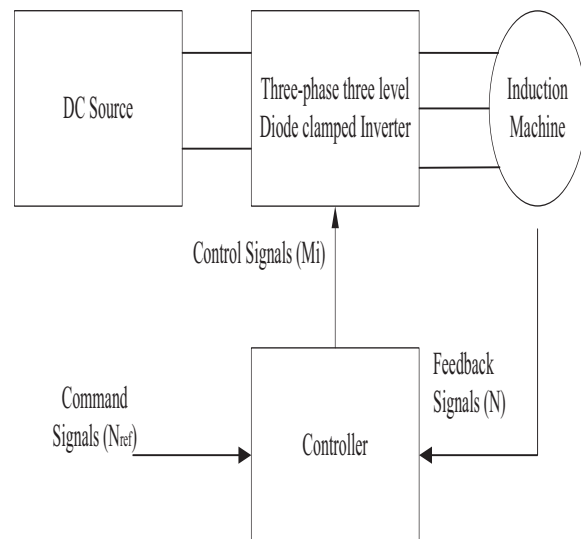 DC Source
Three-phase three level
Diode clamped Inverter
Induction
Machine
Control Signals (Mi)
Command
Signals (Nref)
Controller
Feedback
Signals (N)